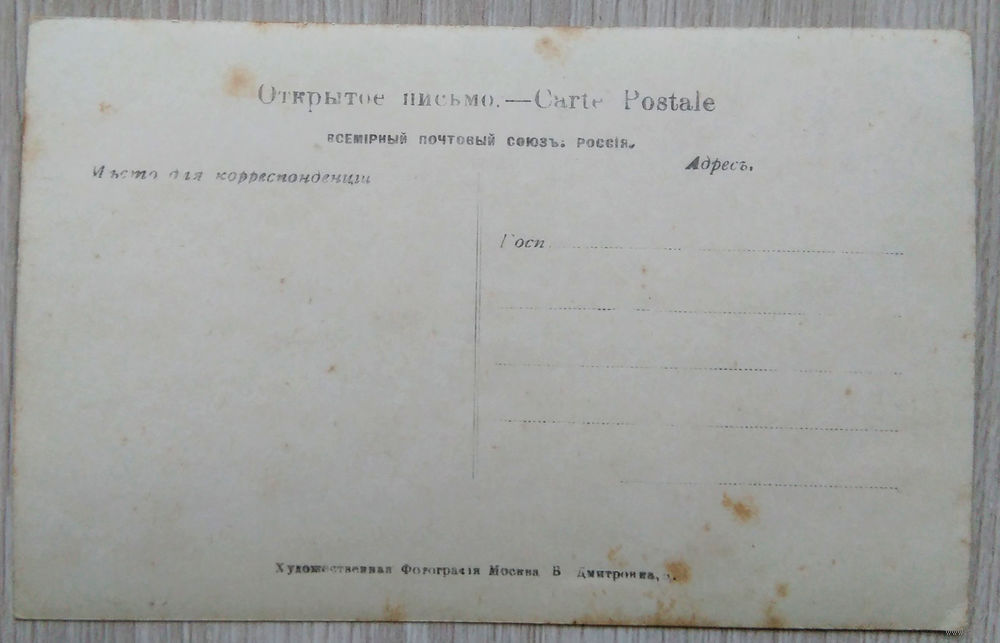 Открытое письмо.—Carte Postale
ВСЕМІРНЫЙ ПОЧТОВЫЙ СОЮЗЪ. РОССІЯ.
Мѣсто для корреспонденціи
Адресъ.
Госп.
Художественная Фотографія Москва Б Дмитровка,